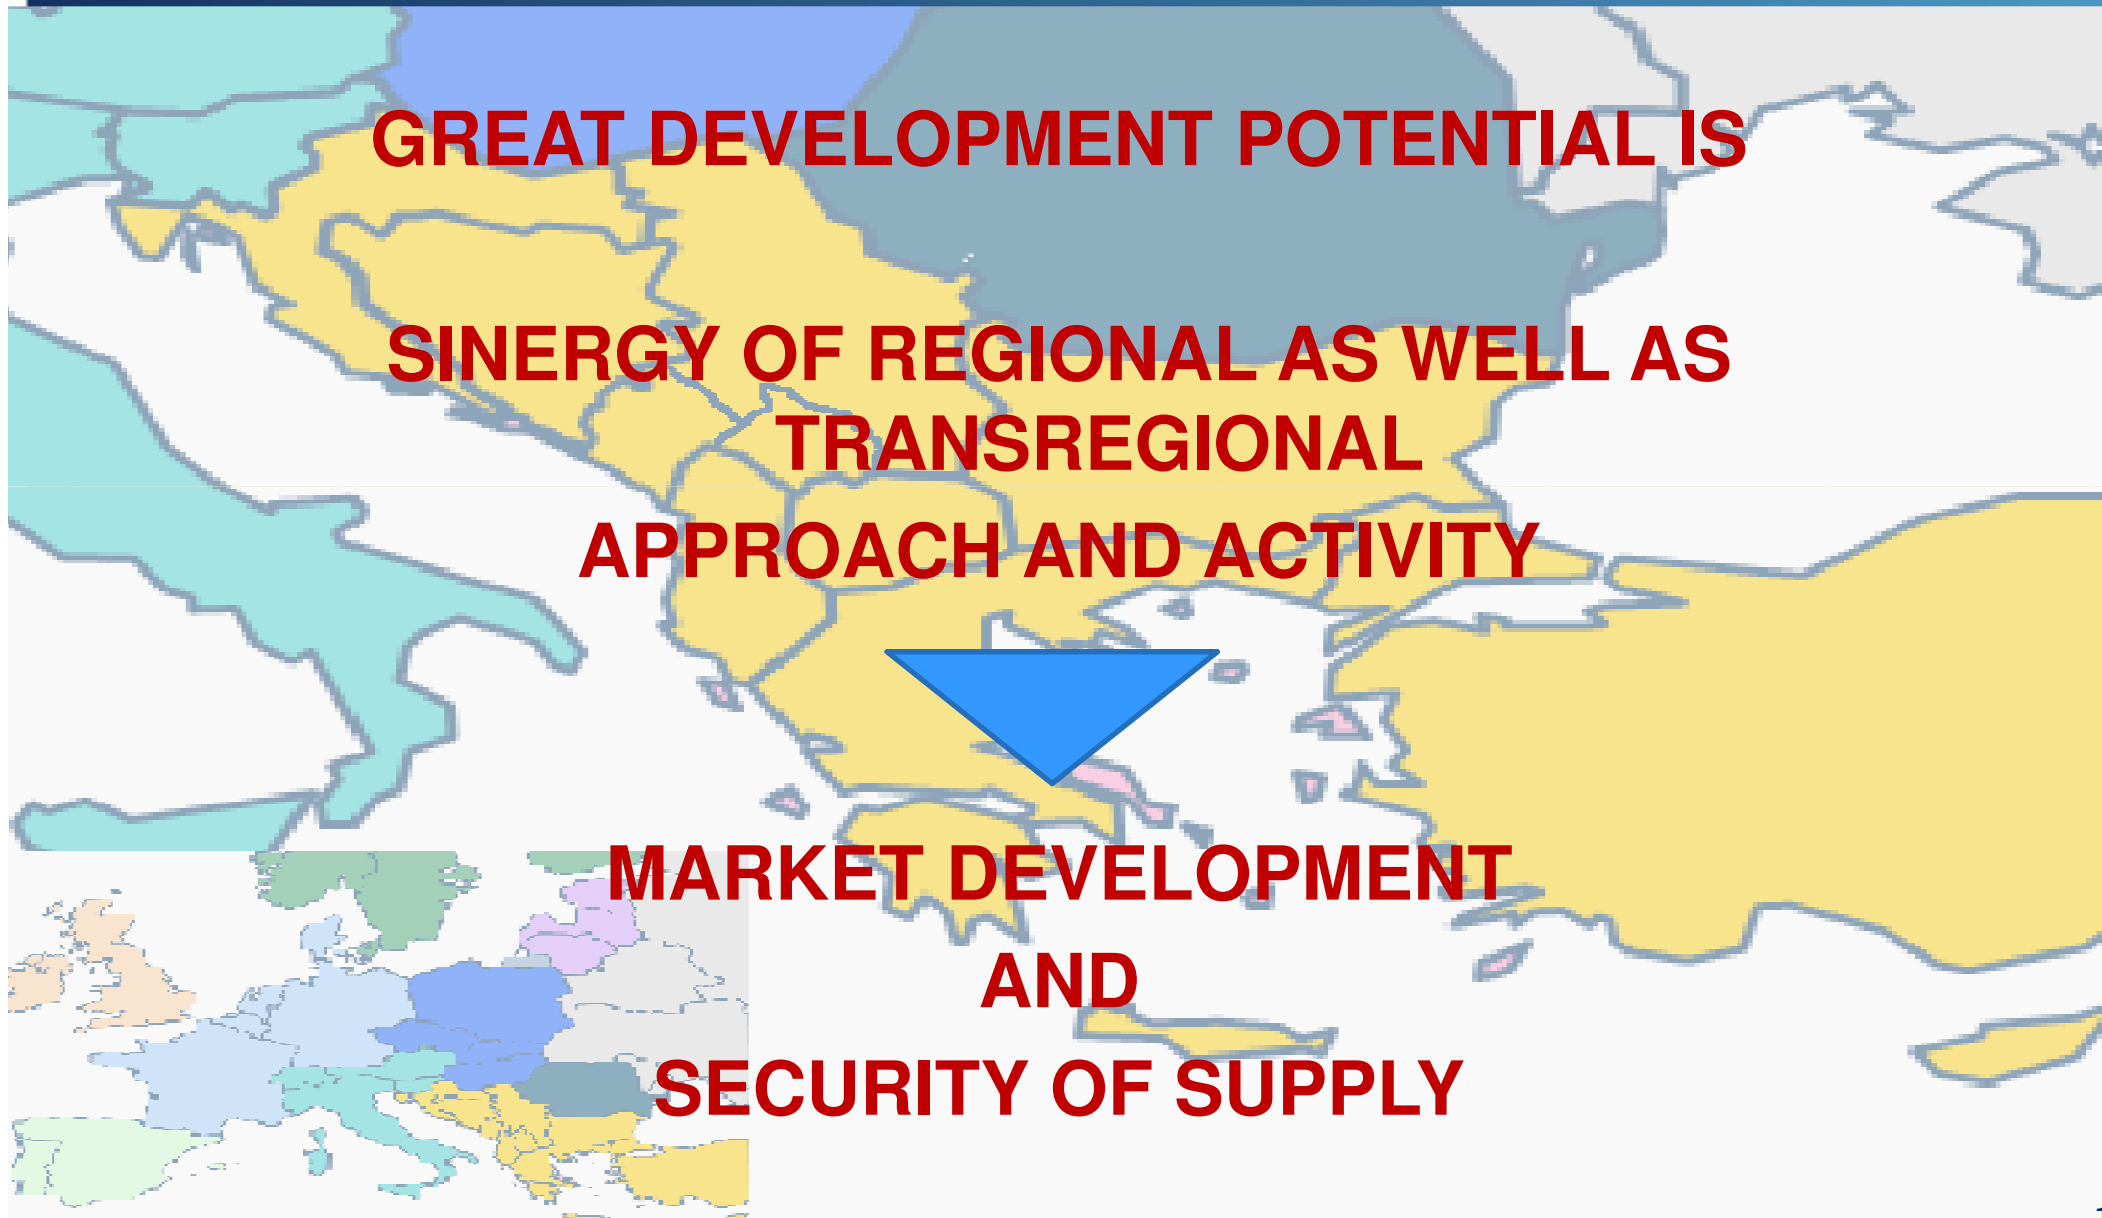 GREAT DEVELOPMENT POTENTIAL IS
SINERGY OF REGIONAL AS WELL AS
TRANSREGIONAL
APPROACH AND ACTIVITY
MARKET DEVELOPMENT
AND
SECURITY OF SUPPLY